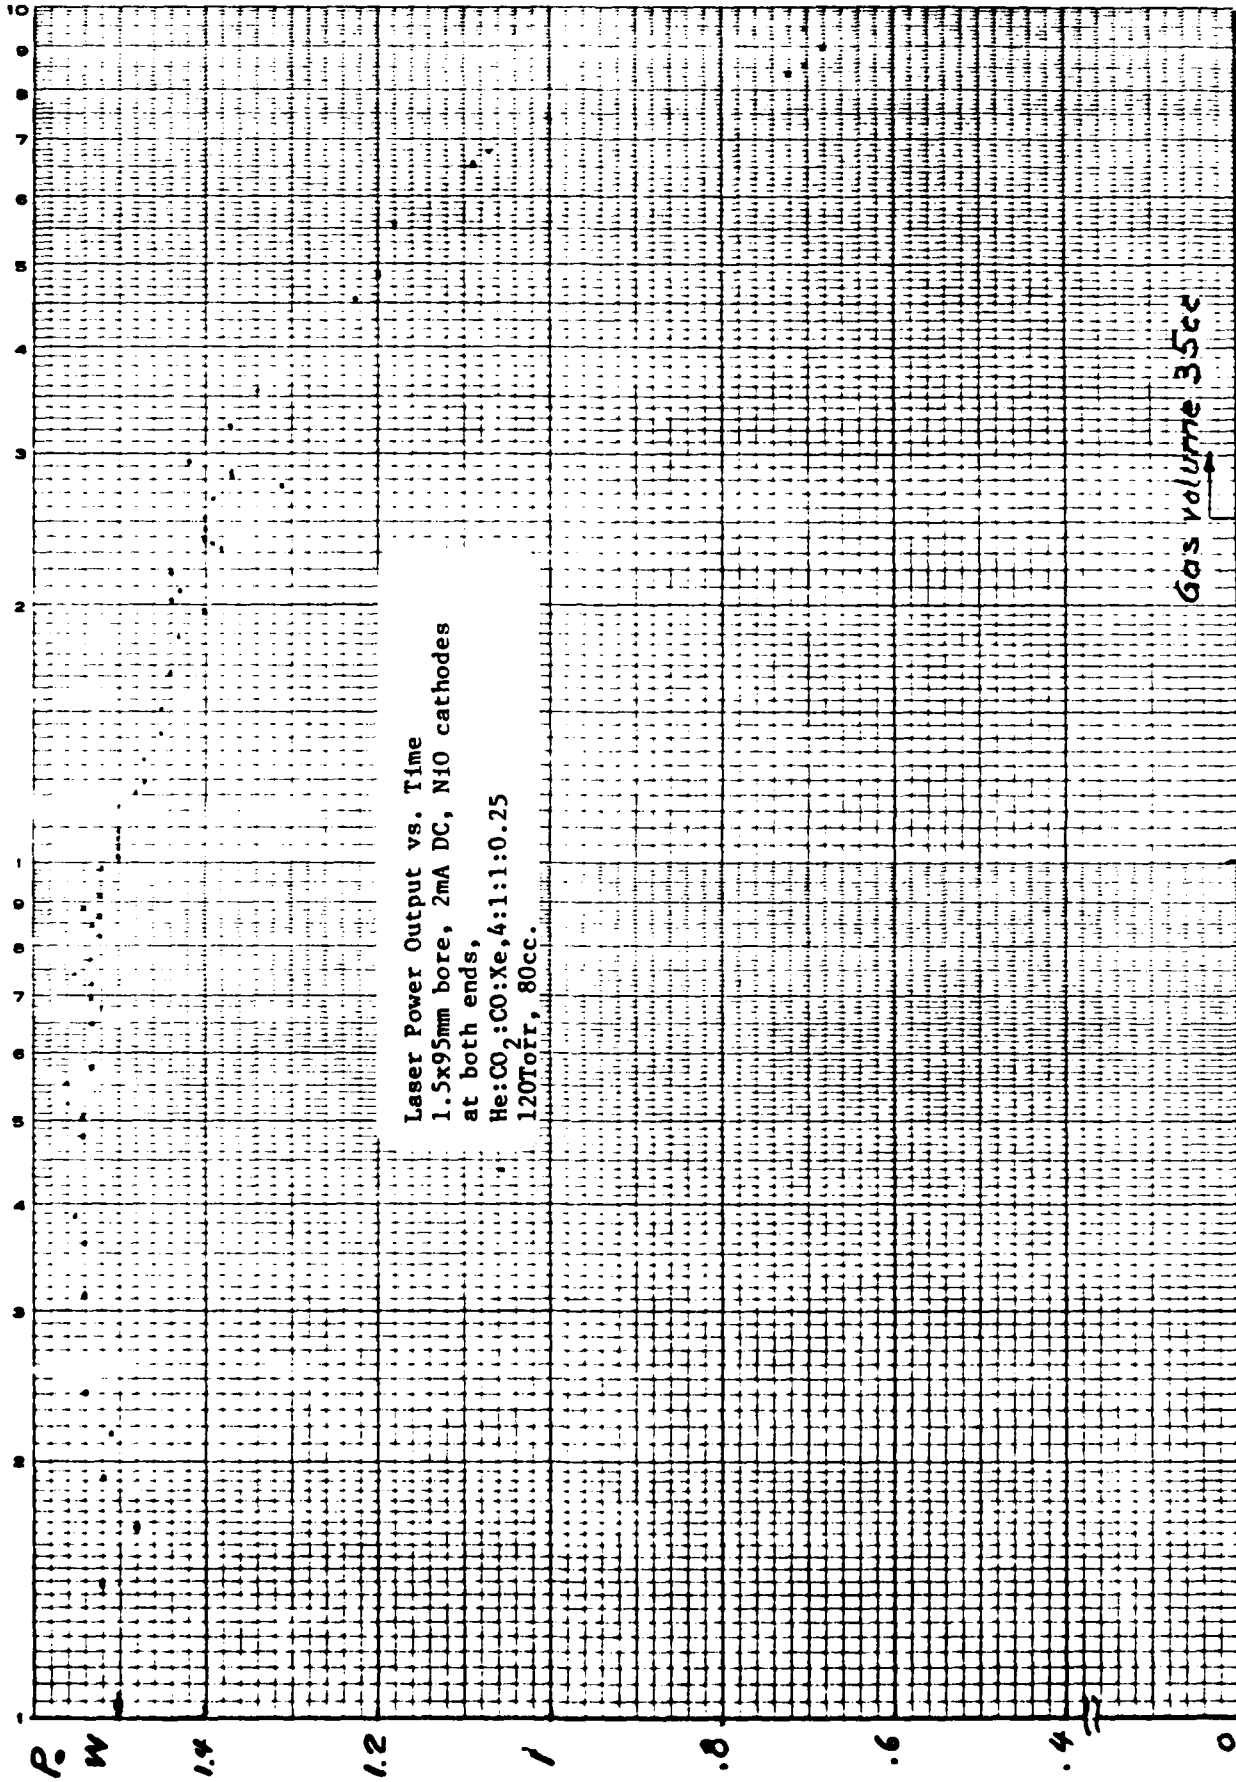 P₀
W
1.4
1.2
1
.8
.6
.4
0
1 2 3 4 5 6 7 8 9 1 2 3 4 5 6 7 8 9 10
Laser Power Output vs. Time
1.5x95mm bore, 2mA DC, NiO cathodes
at both ends,
He:CO₂:CO:Xe,4:1:1:0.25
120Torr, 80cc.
Gas volume 35cc